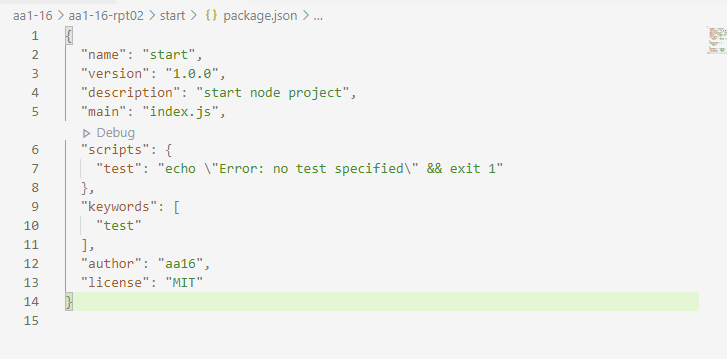 aa1-16 > aa1-16-rpt02 > start > {} package.json > ...
1 {
2 "name": "start",
3 "version": "1.0.0",
4 "description": "start node project",
5 "main": "index.js",
Debug
6 "scripts": {
7 "test": "echo \"Error: no test specified\" && exit 1"
8 },
9 "keywords": [
10 "test"
11 ],
12 "author": "aa16",
13 "license": "MIT"
14 }
15